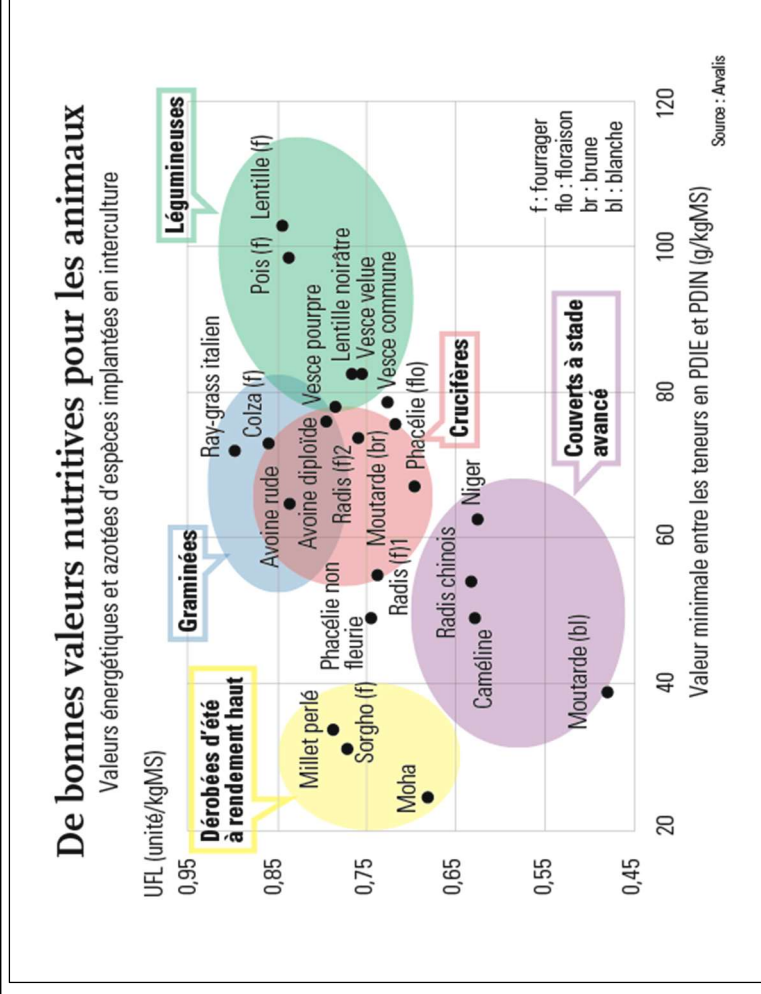 De bonnes valeurs nutritives pour les animaux
Valeurs énergétiques et azotées d'espèces implantées en interculture
UFL (unité/kgMS)
0,95
0,85
0,75
0,65
0,55
0,45
20
40
60
80
100
120
Valeur minimale entre les teneurs en PDIE et PDIN (g/kgMS)
Dérobées d'été
à rendement haut
Graminées
Légumineuses
Crucifères
Couverts à stade
avancé
Millet perlé
Sorgho (f)
Moha
Phacélie non
fleurie
Radis (f)1
Ray-grass italien
Colza (f)
Avoine rude
Avoine diploïde
Radis (f)2
Moutarde (br)
Phacélie (flo)
Vesce pourpre
Lentille noirâtre
Vesce velue
Vesce commune
Pois (f)
Lentille (f)
Niger
Radis chinois
Caméline
Moutarde (bl)
f : fourrager
flo : floraison
br : brune
bl : blanche
Source : Arvalis